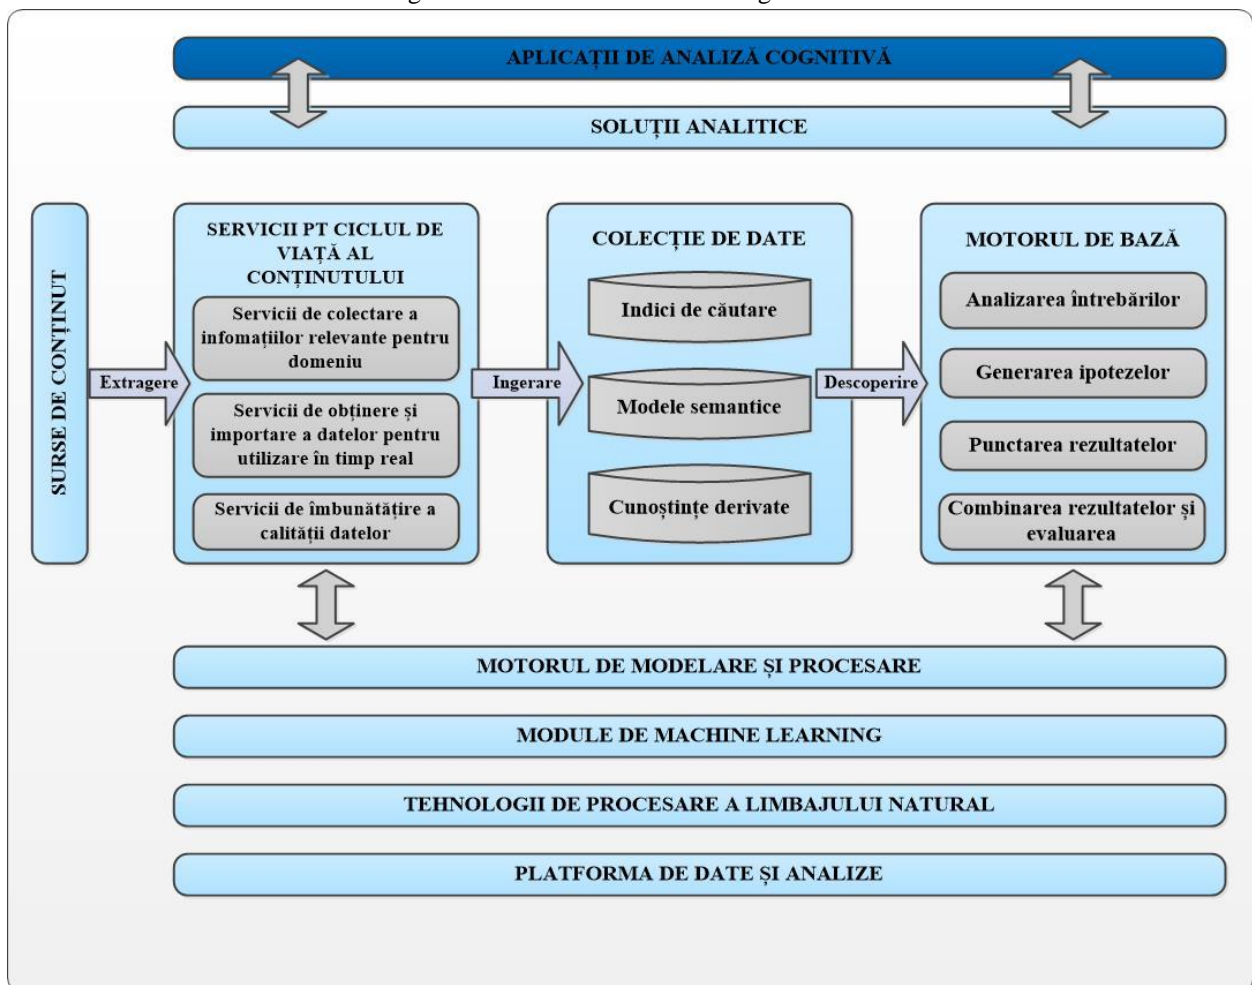 APLICAȚII DE ANALIZĂ COGNITIVĂ
SOLUȚII ANALITICE
SURSE DE CONȚINUT
Extragere
SERVICII PT CICLUL DE
VIAȚĂ AL
CONȚINUTULUI
Servicii de colectare a
infomațiilor relevante pentru
domeniu
Servicii de obținere și
importare a datelor pentru
utilizare în timp real
Servicii de îmbunătățire a
calității datelor
Ingerare
COLECȚIE DE DATE
Indici de căutare
Modele semantice
Cunoștințe derivate
Descoperire
MOTORUL DE BAZĂ
Analizarea întrebărilor
Generarea ipotezelor
Punctarea rezultatelor
Combinarea rezultatelor și
evaluarea
MOTORUL DE MODELARE ȘI PROCESARE
MODULE DE MACHINE LEARNING
TEHNOLOGII DE PROCESARE A LIMBAJULUI NATURAL
PLATFORMA DE DATE ȘI ANALIZE